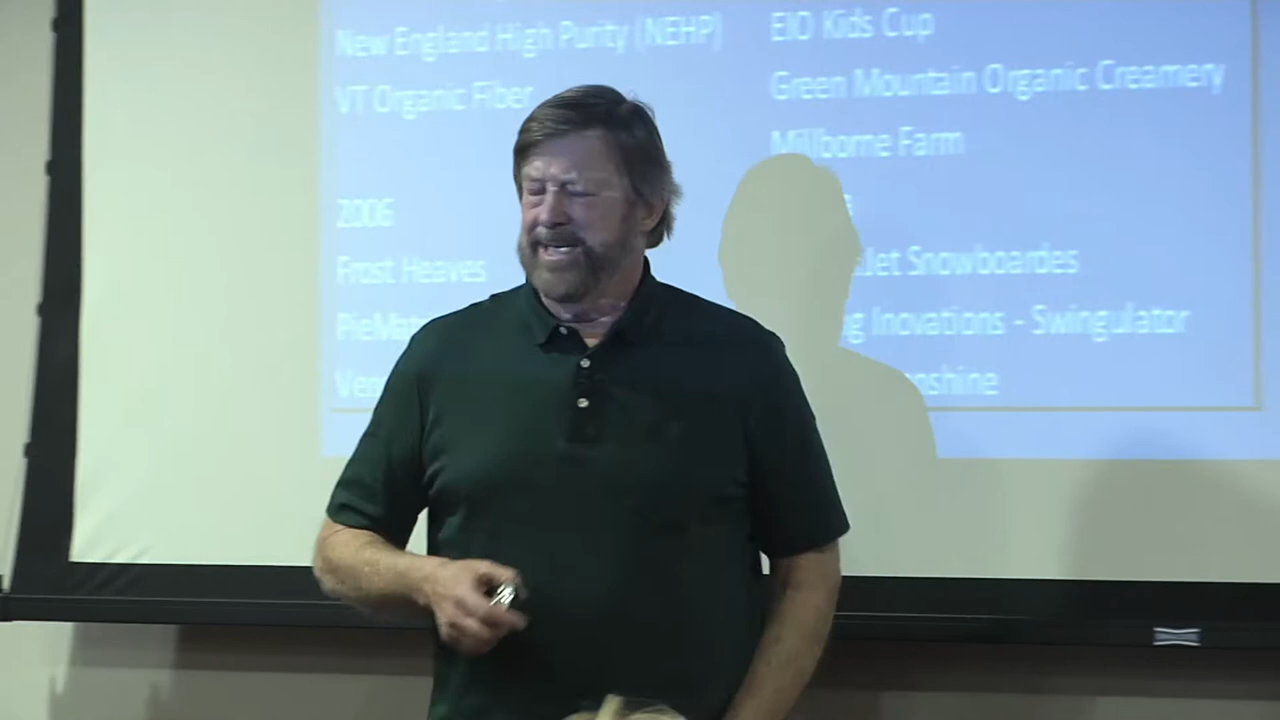 New England High Purity (NEHP)
VT Organic Fiber
2006
Frost Heaves
EIO Kids Cup
Green Mountain Organic Creamery
Millborne Farm
Jet Snowboardes
Inovations - Swingulator